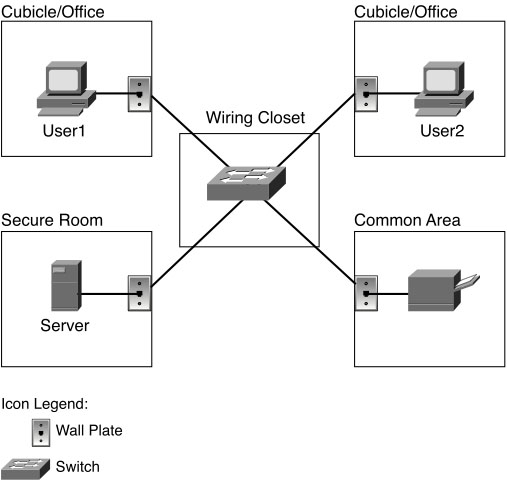 Cubicle/Office
Cubicle/Office
User1
Wiring Closet
User2
Secure Room
Common Area
Server
Icon Legend:
Wall Plate
Switch